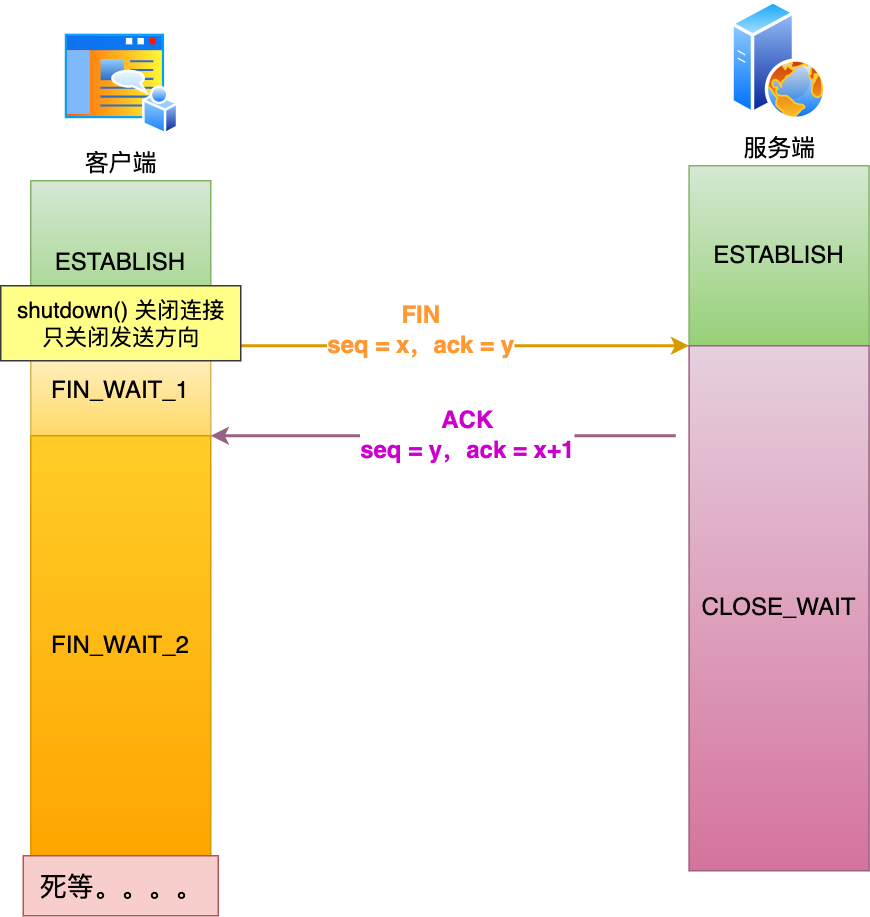 客户端
服务端
ESTABLISH
ESTABLISH
shutdown() 关闭连接
只关闭发送方向
FIN
seq = x，ack = y
FIN_WAIT_1
ACK
seq = y，ack = x+1
CLOSE_WAIT
FIN_WAIT_2
死等。。。。